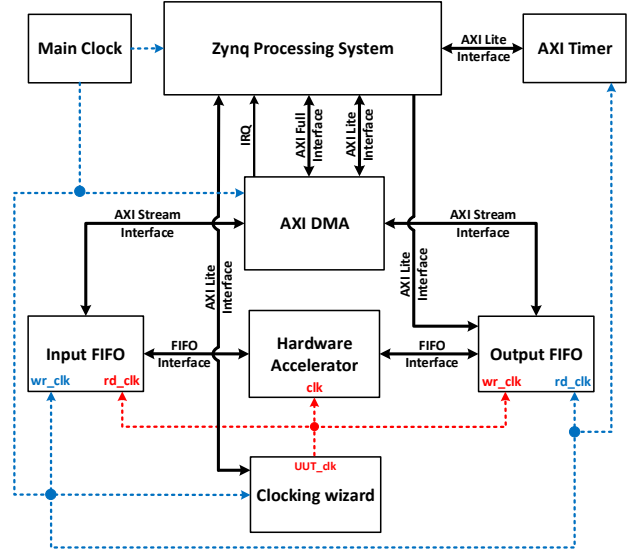 Main Clock
Zynq Processing System
AXI Lite
Interface
AXI Timer
IRQ
AXI Full
Interface
AXI Lite
Interface
AXI Stream
Interface
AXI DMA
AXI Stream
Interface
AXI Lite
Interface
AXI Lite
Interface
Input FIFO
wr_clk rd_clk
FIFO
Interface
Hardware
Accelerator
clk
FIFO
Interface
Output FIFO
wr_clk rd_clk
UUT_clk
Clocking wizard